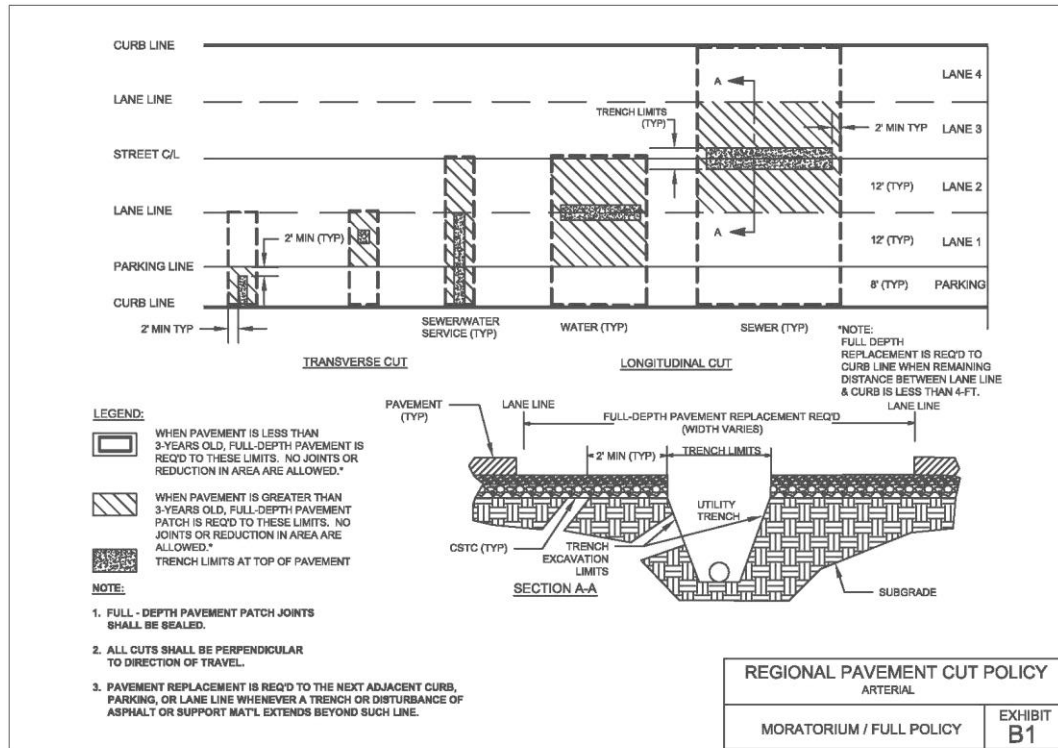 CURB LINE
LANE LINE
STREET C/L
LANE LINE
PARKING LINE
CURB LINE
TRENCH LIMITS
(TYP)
2' MIN (TYP)
2' MIN TYP
A
A
2' MIN TYP
LANE 4
LANE 3
12' (TYP) LANE 2
12' (TYP) LANE 1
8' (TYP) PARKING
SEWER/WATER
SERVICE (TYP)
WATER (TYP)
SEWER (TYP)
TRANSVERSE CUT
LONGITUDINAL CUT
*NOTE:
FULL DEPTH
REPLACEMENT IS REQ'D TO
CURB LINE WHEN REMAINING
DISTANCE BETWEEN LANE LINE
& CURB IS LESS THAN 4-FT.
LEGEND:
WHEN PAVEMENT IS LESS THAN
3-YEARS OLD, FULL-DEPTH PAVEMENT IS
REQ'D TO THESE LIMITS. NO JOINTS OR
REDUCTION IN AREA ARE ALLOWED.*
WHEN PAVEMENT IS GREATER THAN
3-YEARS OLD, FULL-DEPTH PAVEMENT
PATCH IS REQ'D TO THESE LIMITS. NO
JOINTS OR REDUCTION IN AREA ARE
ALLOWED.*
TRENCH LIMITS AT TOP OF PAVEMENT
NOTE:
1. FULL - DEPTH PAVEMENT PATCH JOINTS
SHALL BE SEALED.
2. ALL CUTS SHALL BE PERPENDICULAR
TO DIRECTION OF TRAVEL.
3. PAVEMENT REPLACEMENT IS REQ'D TO THE NEXT ADJACENT CURB,
PARKING, OR LANE LINE WHENEVER A TRENCH OR DISTURBANCE OF
ASPHALT OR SUPPORT MAT'L EXTENDS BEYOND SUCH LINE.
PAVEMENT
(TYP)
LANE LINE
FULL-DEPTH PAVEMENT REPLACEMENT REQ'D
(WIDTH VARIES)
LANE LINE
2' MIN (TYP)
TRENCH LIMITS
UTILITY
TRENCH
CSTC (TYP)
TRENCH
EXCAVATION
LIMITS
SUBGRADE
SECTION A-A
REGIONAL PAVEMENT CUT POLICY
ARTERIAL
MORATORIUM / FULL POLICY
EXHIBIT
B1